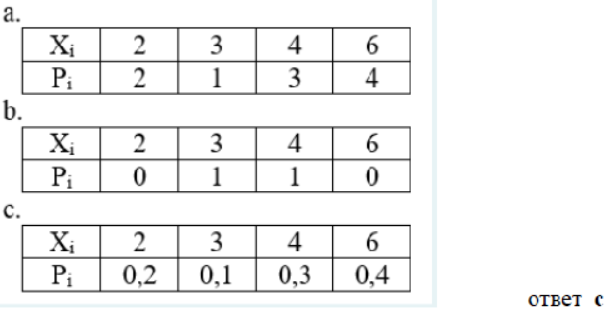 a.
Xᵢ 2 3 4 6
Pᵢ 2 1 3 4
b.
Xᵢ 2 3 4 6
Pᵢ 0 1 1 0
c.
Xᵢ 2 3 4 6
Pᵢ 0,2 0,1 0,3 0,4
ответ c